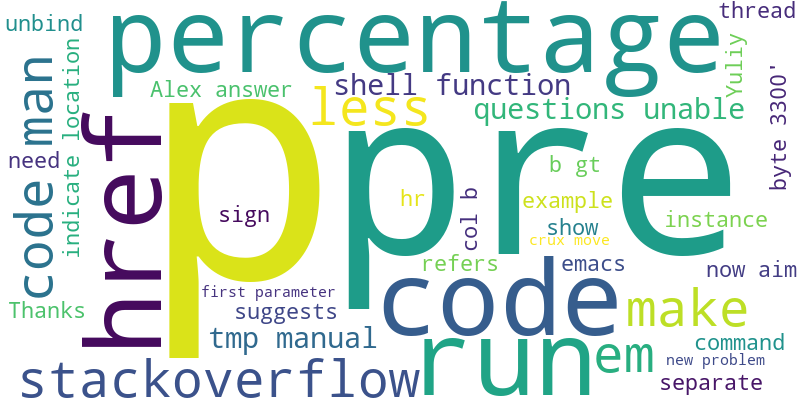 unbind
percentage
thread
Alex answer
shell function
Yuliy
code man
indicate location
href
p
less
questions unable
byte 3300'
pre
need
b gt
hr
col b
example
sign
show
instance
crux move
refers
emacs
now aim
Thanks
first parameter
suggests
code
make
tmp manual
run
em
command
new problem
stackoverflow
separate